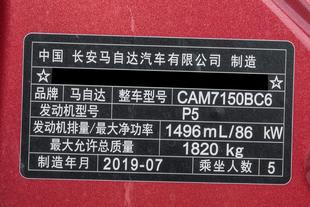 中国 长安马自达汽车有限公司 制造
☆ ☆
品牌 马自达 整车型号 CAM7150BC6
发动机型号 P5
发动机排量/最大净功率 1496mL/86 kW
最大允许总质量 1820 kg
制造年月 2019-07 乘坐人数 5